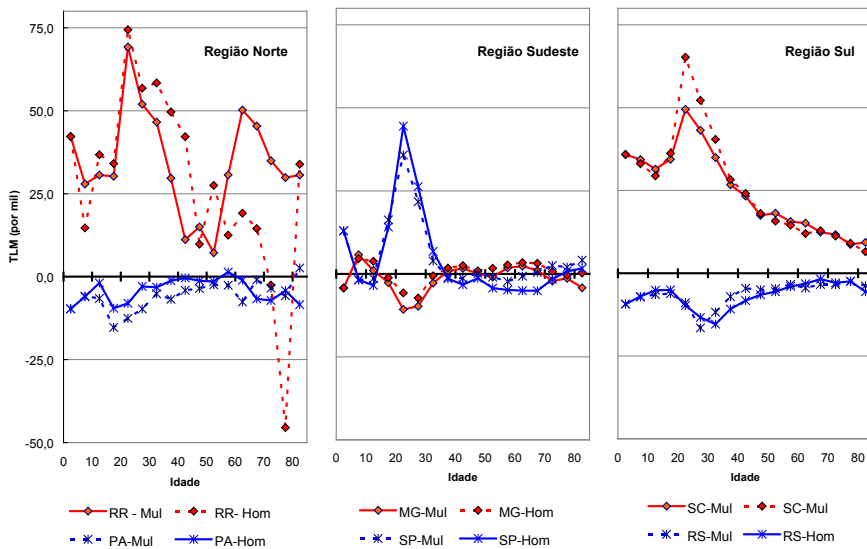 Região Norte
Região Sudeste
Região Sul
TLM (por mil)
75,0
50,0
25,0
0,0
-25,0
-50,0
0 10 20 30 40 50 60 70 80
0 10 20 30 40 50 60 70 80
0 10 20 30 40 50 60 70 80
Idade
Idade
Idade
RR - Mul RR- Hom
PA-Mul PA-Hom
MG-Mul MG-Hom
SP-Mul SP-Hom
SC-Mul SC-Mul
RS-Mul RS-Hom